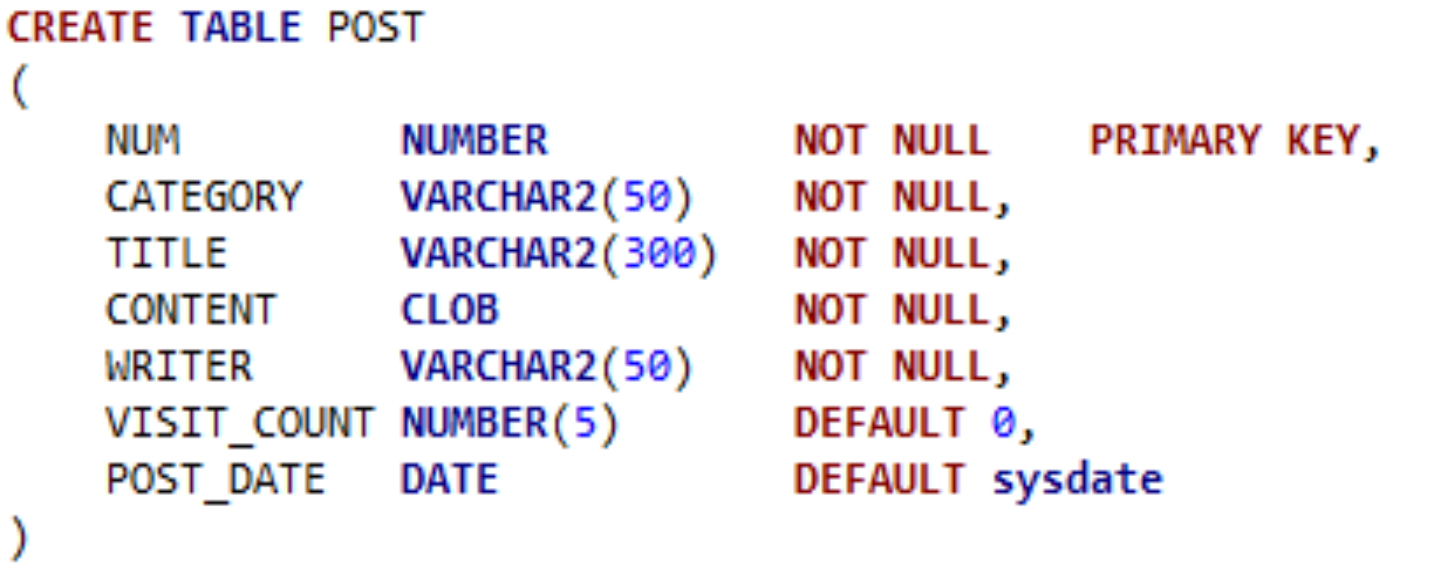 CREATE TABLE POST
(
    NUM         NUMBER          NOT NULL    PRIMARY KEY,
    CATEGORY    VARCHAR2(50)    NOT NULL,
    TITLE       VARCHAR2(300)   NOT NULL,
    CONTENT     CLOB            NOT NULL,
    WRITER      VARCHAR2(50)    NOT NULL,
    VISIT_COUNT NUMBER(5)       DEFAULT 0,
    POST_DATE   DATE            DEFAULT sysdate
)